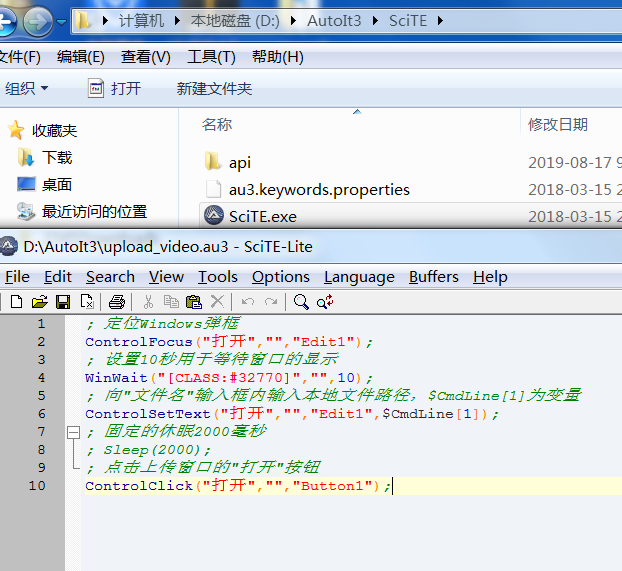 计算机 ▸ 本地磁盘 (D:) ▸ AutoIt3 ▸ SciTE ▸
文件(F) 编辑(E) 查看(V) 工具(T) 帮助(H)
组织 打开 新建文件夹
收藏夹
下载
桌面
最近访问的位置
名称 修改日期
api 2019-08-17 9
au3.keywords.properties 2018-03-15 2
SciTE.exe 2018-03-15 2
D:\AutoIt3\upload_video.au3 - SciTE-Lite
File Edit Search View Tools Options Language Buffers Help
1 ; 定位Windows弹框
2 ControlFocus("打开","","Edit1");
3 ; 设置10秒用于等待窗口的显示
4 WinWait("[CLASS:#32770]","",10);
5 ; 向"文件名"输入框内输入本地文件路径，$CmdLine[1]为变量
6 ControlSetText("打开","","Edit1",$CmdLine[1]);
7 ; 固定的休眠2000毫秒
8 ; Sleep(2000);
9 ; 点击上传窗口的"打开"按钮
10 ControlClick("打开","","Button1");